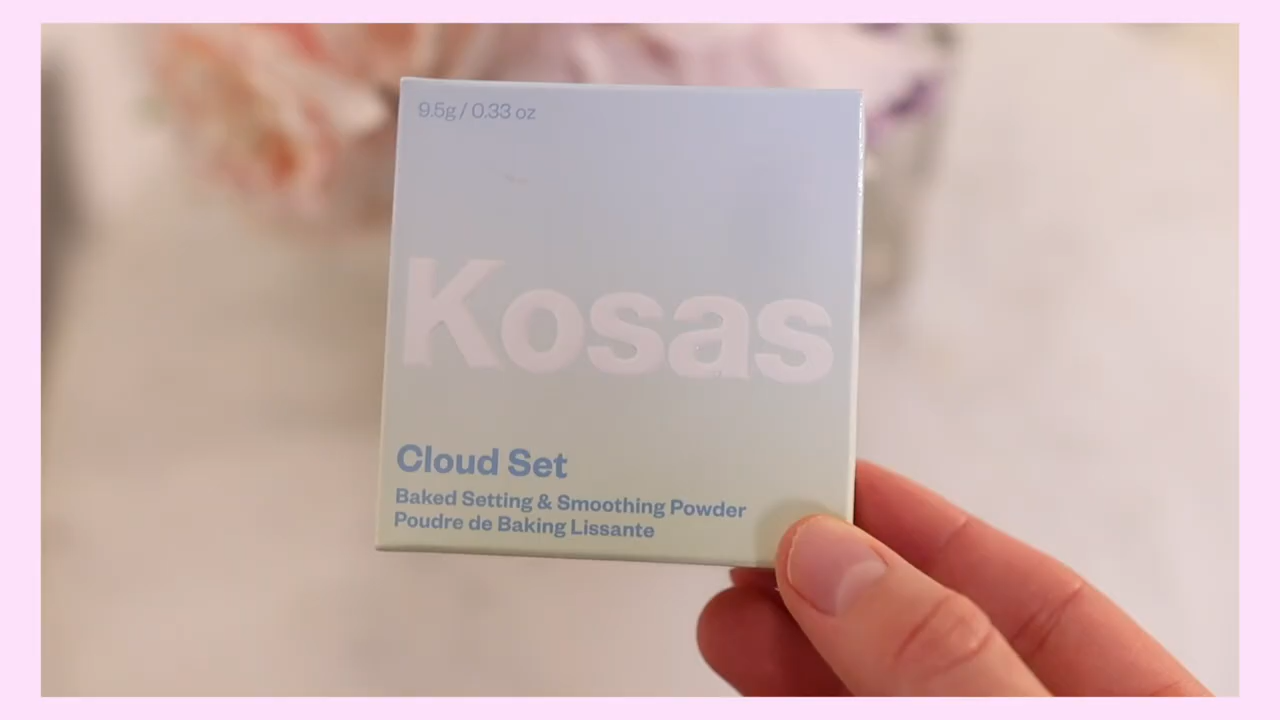 9.5g / 0.33 oz
Kosas
Cloud Set
Baked Setting & Smoothing Powder
Poudre de Baking Lissante